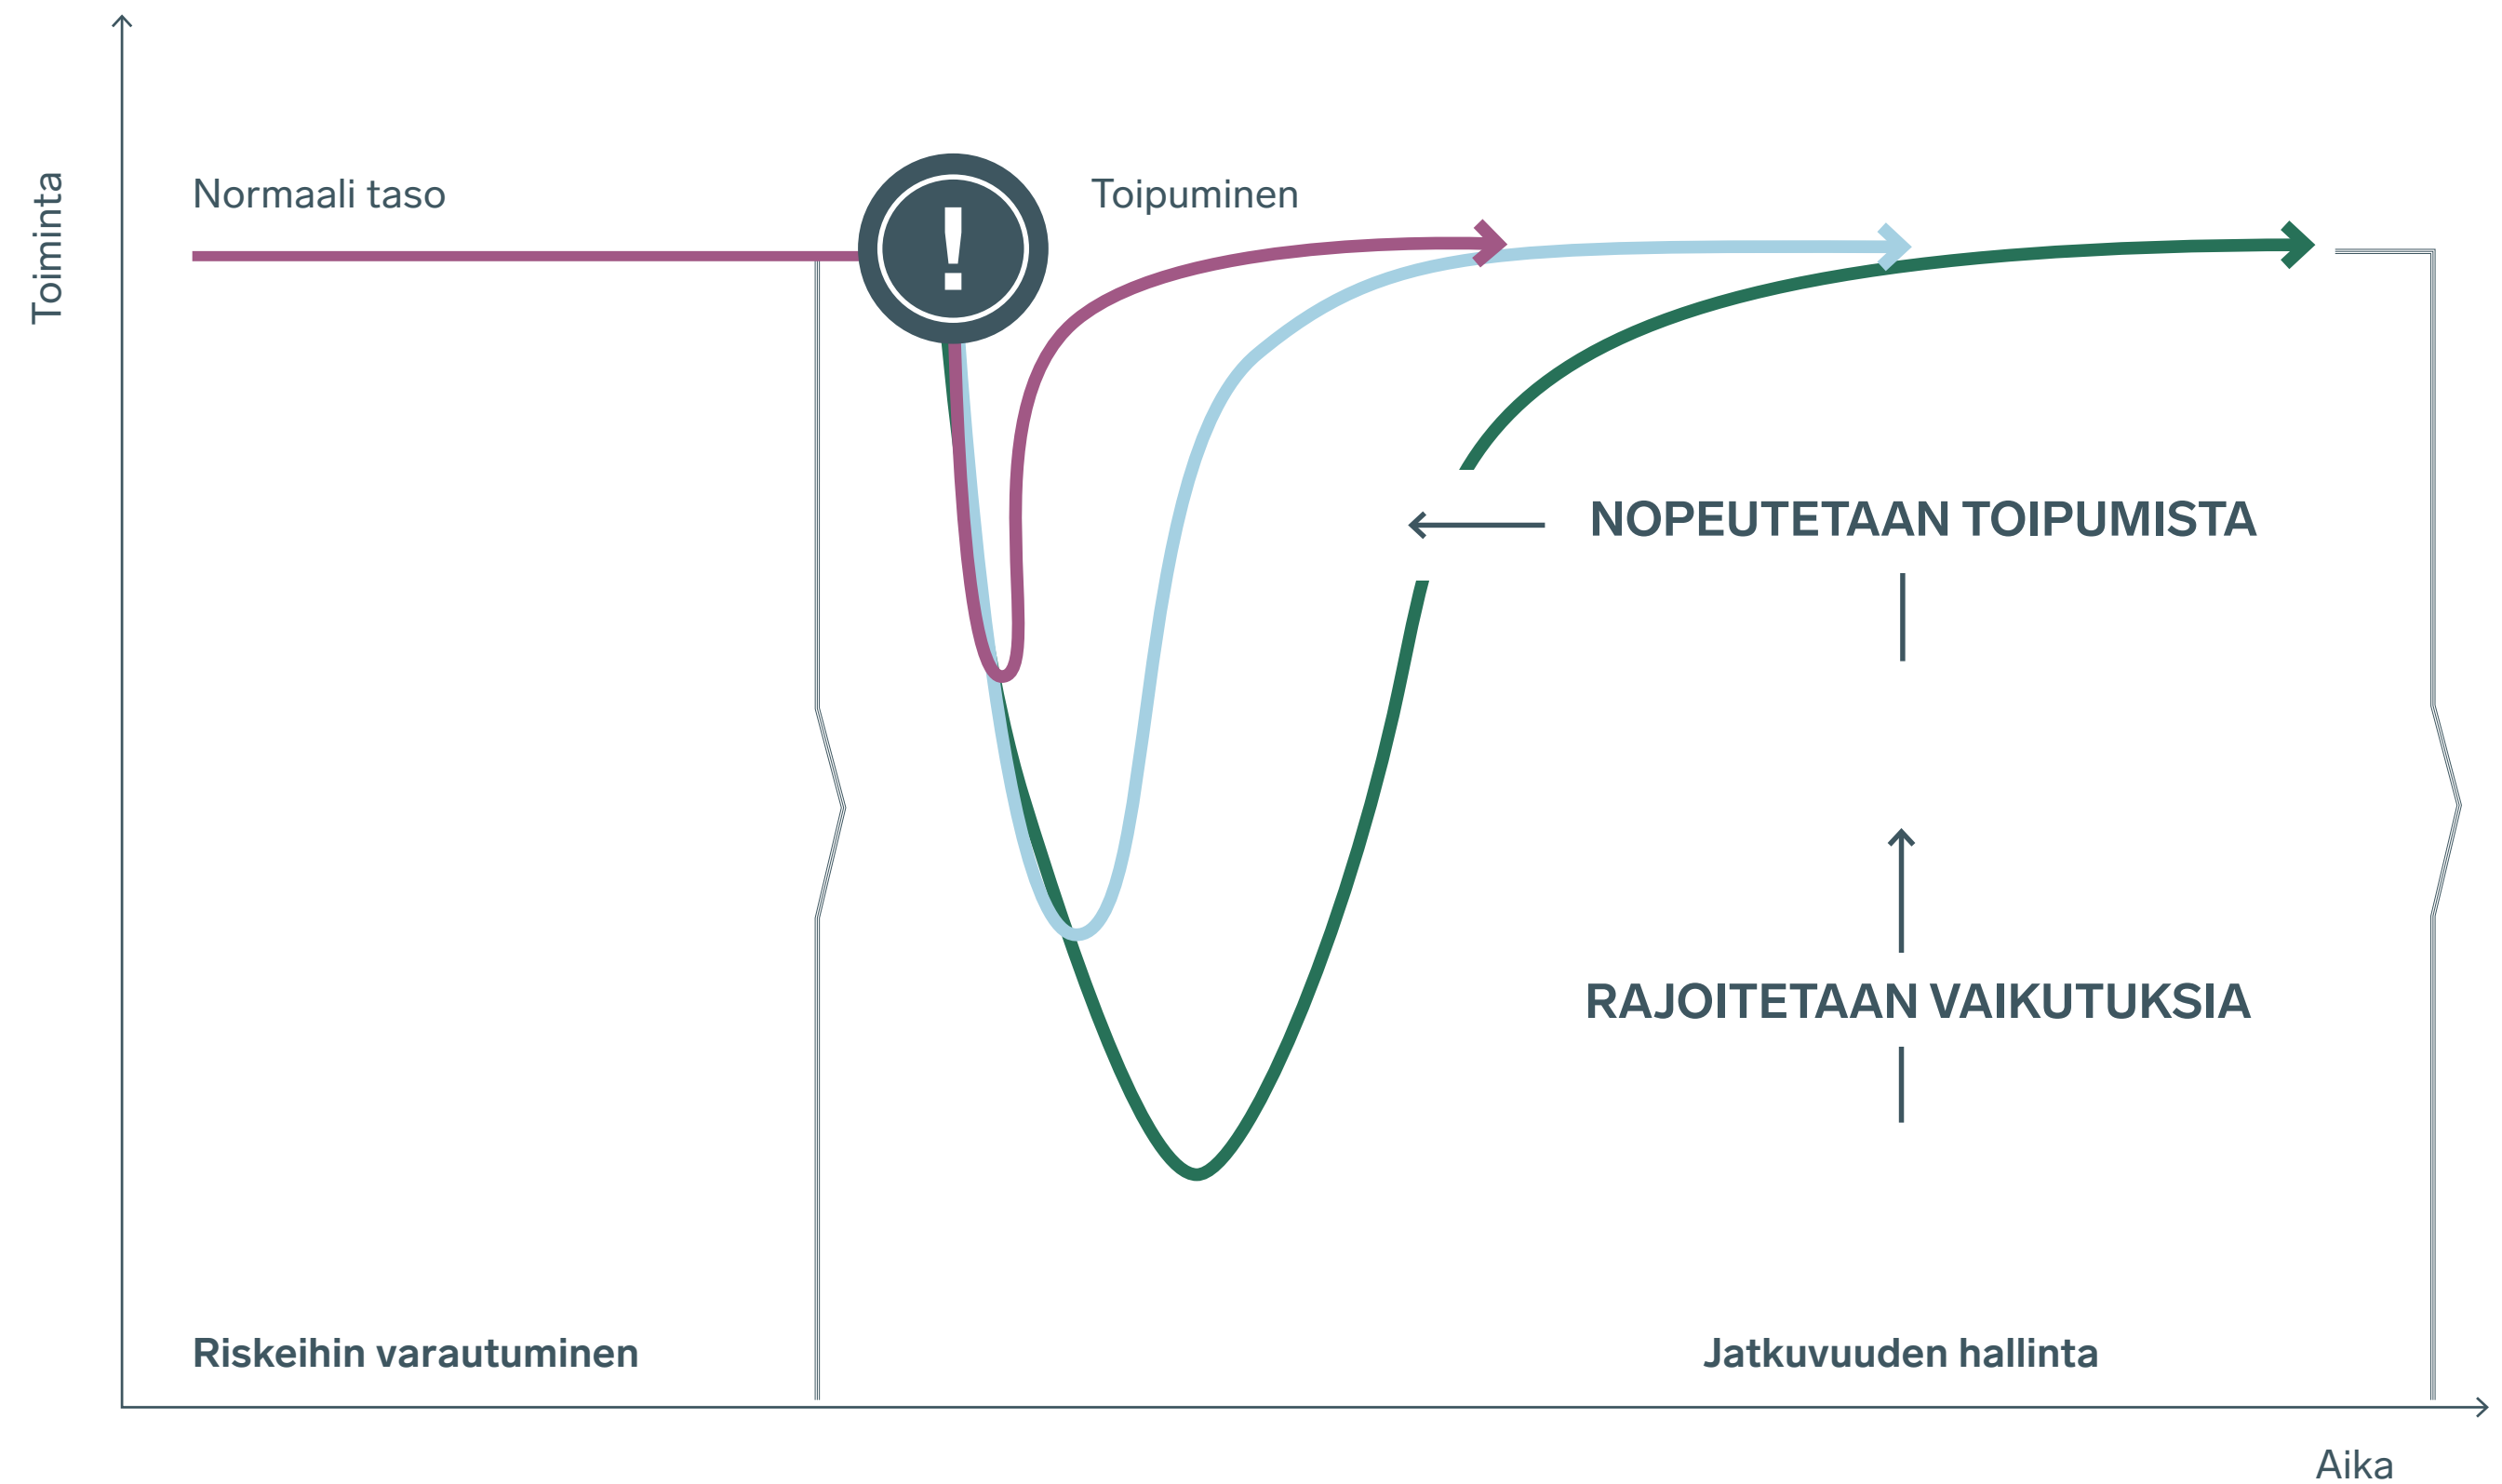 Toiminta
Normaali taso
!
Toipuminen
NOPEUTETAAN TOIPUMISTA
RAJOITETAAN VAIKUTUKSIA
Riskeihin varautuminen
Jatkuvuuden hallinta
Aika